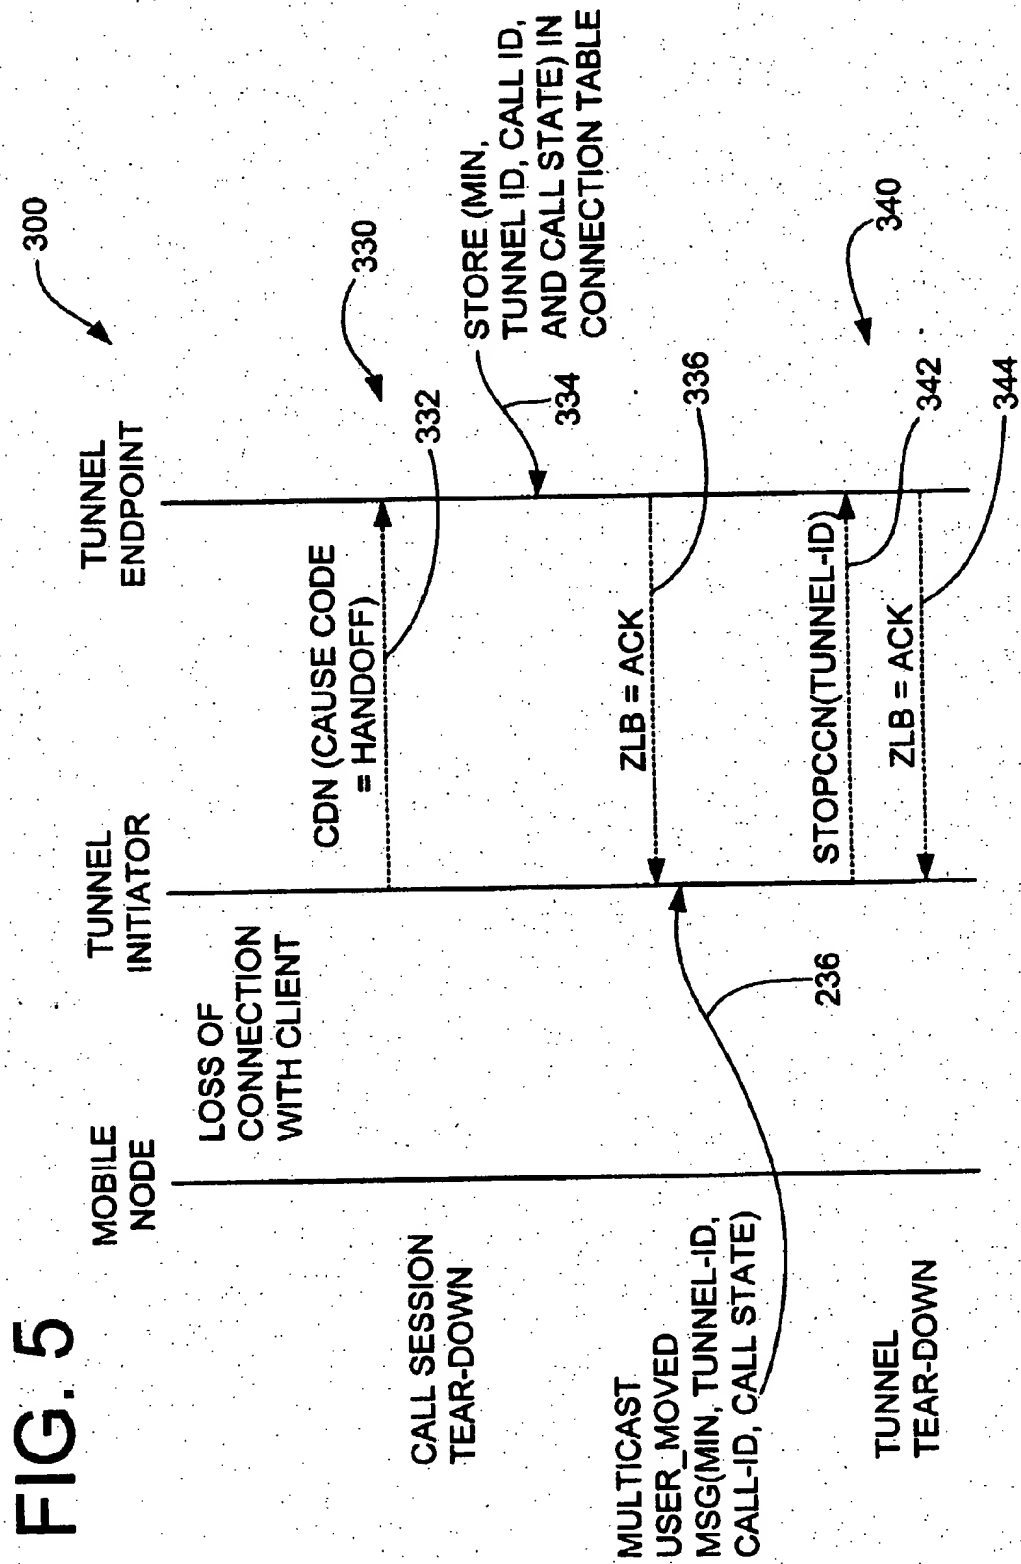 FIG. 5
300
MOBILE
NODE
TUNNEL
INITIATOR
TUNNEL
ENDPOINT
LOSS OF
CONNECTION
WITH CLIENT
CALL SESSION
TEAR-DOWN
CDN (CAUSE CODE
= HANDOFF)
332
330
STORE (MIN,
TUNNEL ID, CALL ID,
AND CALL STATE) IN
CONNECTION TABLE
334
ZLB = ACK
336
MULTICAST
USER_MOVED
MSG(MIN, TUNNEL-ID,
CALL-ID, CALL STATE)
236
TUNNEL
TEAR-DOWN
STOPCCN(TUNNEL-ID)
342
340
ZLB = ACK
344